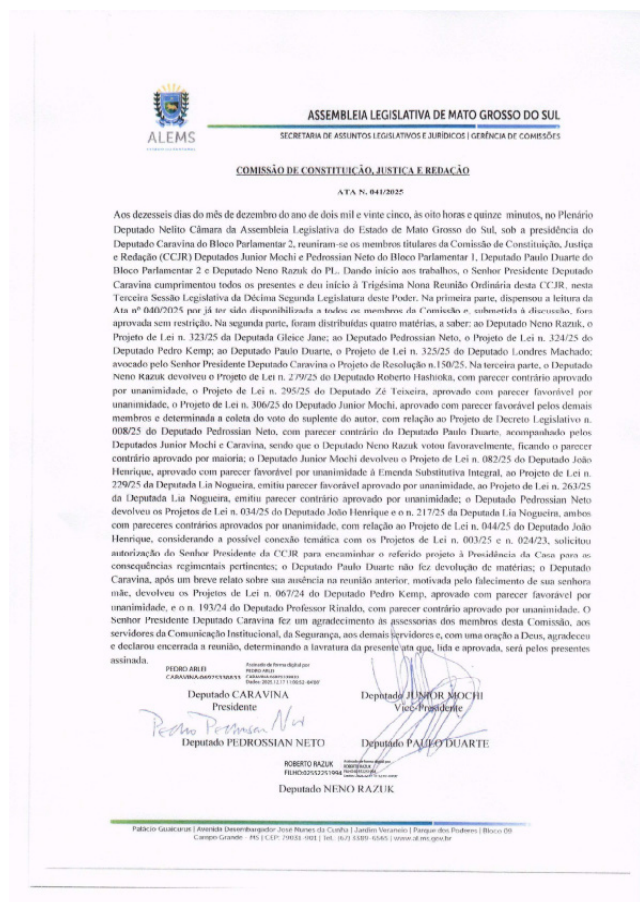 ASSEMBLEIA LEGISLATIVA DE MATO GROSSO DO SUL
ALEMS
SECRETARIA DE ASSUNTOS LEGISLATIVOS E JURÍDICOS | GERÊNCIA DE COMISSÕES
COMISSÃO DE CONSTITUIÇÃO, JUSTIÇA E REDAÇÃO
ATA N. 041/2025
Aos dezesseis dias do mês de dezembro do ano de dois mil e vinte cinco, às oito horas e quinze minutos, no Plenário
Deputado Nelito Câmara da Assembleia Legislativa do Estado de Mato Grosso do Sul, sob a presidência do
Deputado Caravina do Bloco Parlamentar 2, reuniram-se os membros titulares da Comissão de Constituição, Justiça
e Redação (CCJR) Deputados Junior Mochi e Pedrossian Neto do Bloco Parlamentar 1, Deputado Paulo Duarte do
Bloco Parlamentar 2 e Deputado Neno Razuk do PL. Dando início aos trabalhos, o Senhor Presidente Deputado
Caravina cumprimentou todos os presentes e deu início à Trigésima Nona Reunião Ordinária desta CCJR, nesta
Terceira Sessão Legislativa da Décima Segunda Legislatura deste Poder. Na primeira parte, dispensou a leitura da
Ata nº 040/2025 por já ter sido disponibilizada a todos os membros da Comissão e, submetida à discussão, fora
aprovada sem restrição. Na segunda parte, foram distribuídas quatro matérias, a saber: ao Deputado Neno Razuk, o
Projeto de Lei n. 323/25 da Deputada Gleice Jane; ao Deputado Pedrossian Neto, o Projeto de Lei n. 324/25 do
Deputado Pedro Kemp; ao Deputado Paulo Duarte, o Projeto de Lei n. 325/25 do Deputado Londres Machado;
avocado pelo Senhor Presidente Deputado Caravina o Projeto de Resolução n.150/25. Na terceira parte, o Deputado
Neno Razuk devolveu o Projeto de Lei n. 279/25 do Deputado Roberto Hashioka, com parecer contrário aprovado
por unanimidade, o Projeto de Lei n. 295/25 do Deputado Zé Teixeira, aprovado com parecer favorável por
unanimidade, o Projeto de Lei n. 306/25 do Deputado Junior Mochi, aprovado com parecer favorável pelos demais
membros e determinada a coleta do voto do suplente do autor, com relação ao Projeto de Decreto Legislativo n.
008/25 do Deputado Pedrossian Neto, com parecer contrário do Deputado Paulo Duarte, acompanhado pelos
Deputados Junior Mochi e Caravina, sendo que o Deputado Neno Razuk votou favoravelmente, ficando o parecer
contrário aprovado por maioria; o Deputado Junior Mochi devolveu o Projeto de Lei n. 082/25 do Deputado João
Henrique, aprovado com parecer favorável por unanimidade à Emenda Substitutiva Integral, ao Projeto de Lei n.
229/25 da Deputada Lia Nogueira, emitiu parecer favorável aprovado por unanimidade, ao Projeto de Lei n. 263/25
da Deputada Lia Nogueira, emitiu parecer contrário aprovado por unanimidade; o Deputado Pedrossian Neto
devolveu os Projetos de Lei n. 034/25 do Deputado João Henrique e o n. 217/25 da Deputada Lia Nogueira, ambos
com pareceres contrários aprovados por unanimidade, com relação ao Projeto de Lei n. 044/25 do Deputado João
Henrique, considerando a possível conexão temática com os Projetos de Lei n. 003/25 e n. 024/23, solicitou
autorização do Senhor Presidente da CCJR para encaminhar o referido projeto à Presidência da Casa para os
consequências regimentais pertinentes; o Deputado Paulo Duarte não fez devolução de matérias; o Deputado
Caravina, após um breve relato sobre sua ausência na reunião anterior, motivada pelo falecimento de sua senhora
mãe, devolveu os Projetos de Lei n. 067/24 do Deputado Pedro Kemp, aprovado com parecer favorável por
unanimidade, e o n. 193/24 do Deputado Professor Rinaldo, com parecer contrário aprovado por unanimidade. O
Senhor Presidente Deputado Caravina fez um agradecimento às assessorias dos membros desta Comissão, aos
servidores da Comunicação Institucional, da Segurança, aos demais servidores e, com uma oração a Deus, agradeceu
e declarou encerrada a reunião, determinando a lavratura da presente ata que, lida e aprovada, será pelos presentes
assinada.
PEDRO ARLEI
Assinado de forma digital por
PEDRO ARLEI
Deputado CARAVINA
Presidente
Deputado JUNIOR MOCHI
Vice-Presidente
Pedro Pedrossian Neto
Deputado PEDROSSIAN NETO
Deputado PAULO DUARTE
ROBERTO RAZUK
FILHO:02552251994
Deputado NENO RAZUK
Palácio Guaicurus | Avenida Desembargador José Nunes da Cunha | Jardim Veraneio | Parque dos Poderes | Bloco 09
Campo Grande - MS | CEP: 79031-901 | Tel. (67) 3389-6565 | www.al.ms.gov.br